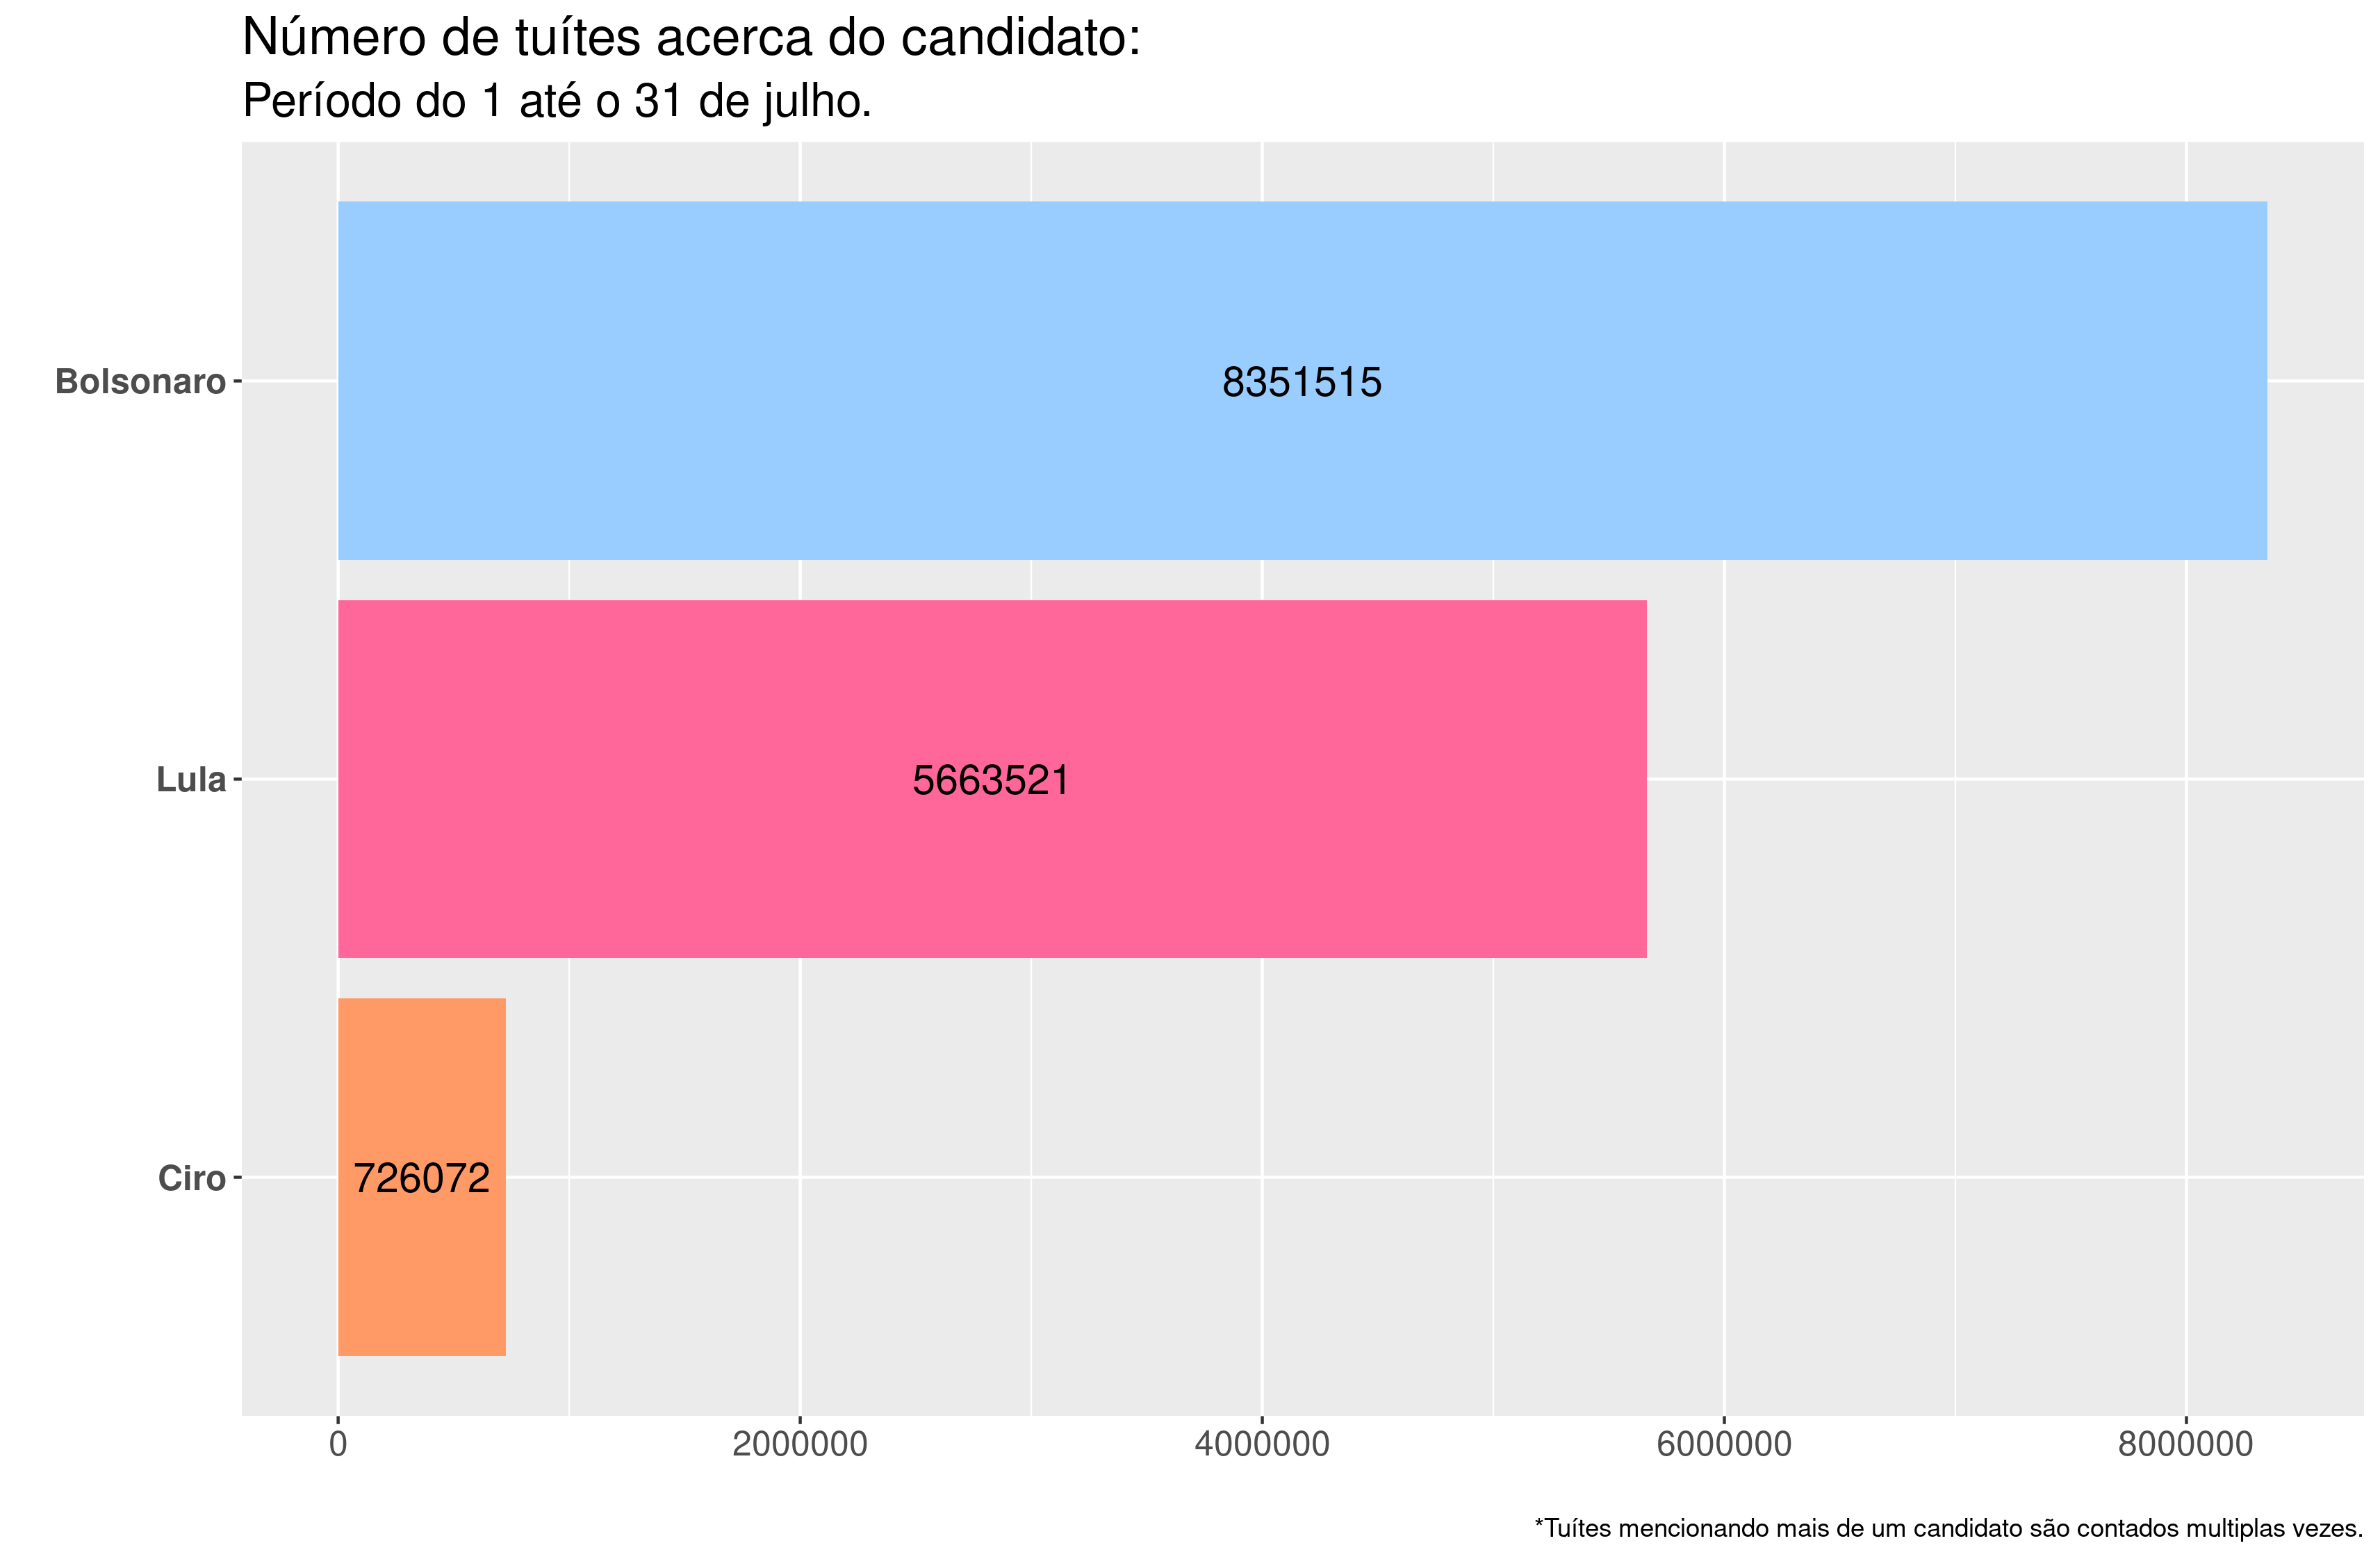 Número de tuítes acerca do candidato:
Período do 1 até o 31 de julho.
Bolsonaro
8351515
Lula
5663521
Ciro
726072
0 2000000 4000000 6000000 8000000
*Tuítes mencionando mais de um candidato são contados multiplas vezes.